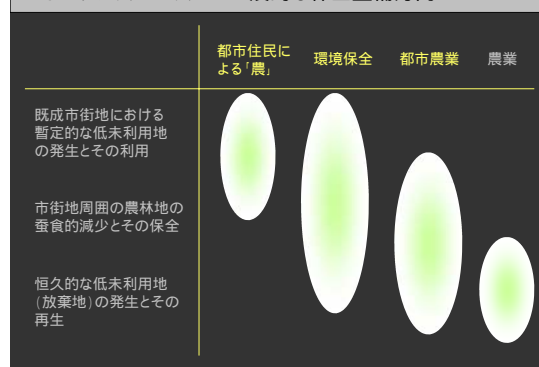 都市住民に
よる「農」
環境保全
都市農業
農業
既成市街地における
暫定的な低未利用地
の発生とその利用
市街地周囲の農林地の
蚕食的減少とその保全
恒久的な低未利用地
(放棄地)の発生とその
再生